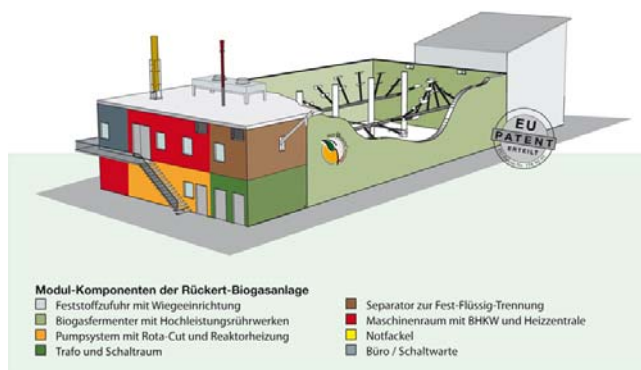 EU
PATENT
ERTEILT
Modul-Komponenten der Rückert-Biogasanlage
Feststoffzufuhr mit Wiegeeinrichtung
Biogasfermenter mit Hochleistungsrührwerken
Pumpsystem mit Rota-Cut und Reaktorheizung
Trafo und Schaltraum
Separator zur Fest-Flüssig-Trennung
Maschinenraum mit BHKW und Heizzentrale
Notfackel
Büro / Schaltwarte